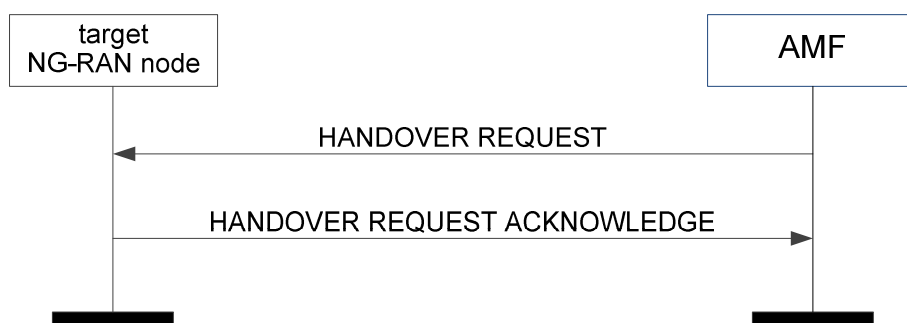 target
NG-RAN node
AMF
HANDOVER REQUEST
HANDOVER REQUEST ACKNOWLEDGE